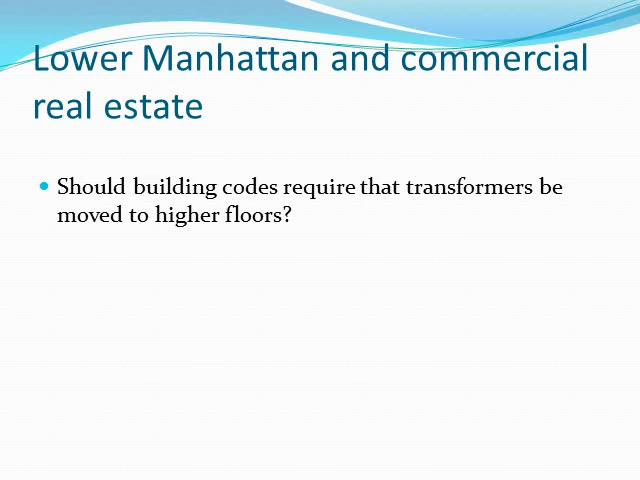 Lower Manhattan and commercial
real estate
• Should building codes require that transformers be
moved to higher floors?